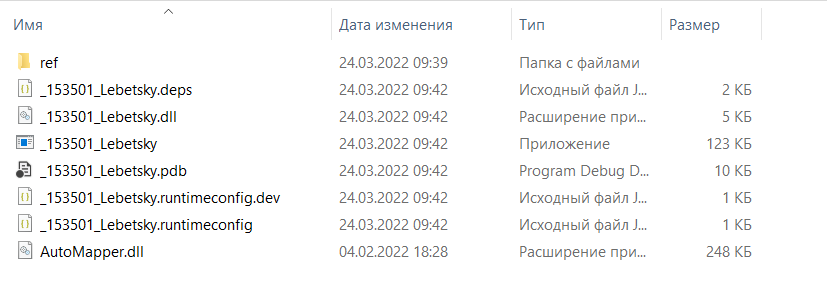 Имя Дата изменения Тип Размер
ref 24.03.2022 09:39 Папка с файлами
_153501_Lebetsky.deps 24.03.2022 09:42 Исходный файл J... 2 КБ
_153501_Lebetsky.dll 24.03.2022 09:42 Расширение при... 5 КБ
_153501_Lebetsky 24.03.2022 09:42 Приложение 123 КБ
_153501_Lebetsky.pdb 24.03.2022 09:42 Program Debug D... 10 КБ
_153501_Lebetsky.runtimeconfig.dev 24.03.2022 09:42 Исходный файл J... 1 КБ
_153501_Lebetsky.runtimeconfig 24.03.2022 09:42 Исходный файл J... 1 КБ
AutoMapper.dll 04.02.2022 18:28 Расширение при... 248 КБ